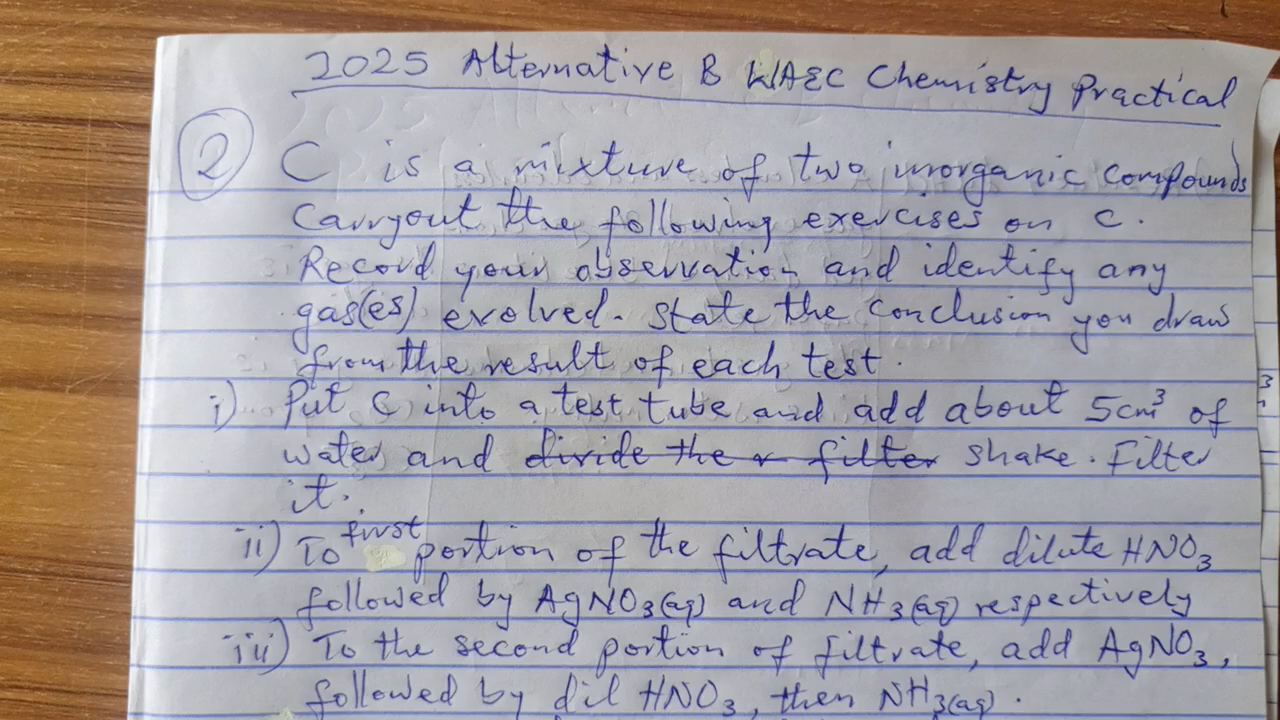 2025 Alternative B WAEC Chemistry Practical
2 C is a mixture of two inorganic compounds
Carryout the following exercises on C.
Record your observation and identify any
gas(es) evolved. State the conclusion you draw
from the result of each test.
i) Put C into a test tube and add about 5cm³ of
water and divide the filter shake. Filter
it.
ii) To first portion of the filtrate, add dilute HNO3
followed by AgNO3(aq) and NH3(aq) respectively
iii) To the second portion of filtrate, add AgNO3,
followed by dil HNO3, then NH3(aq).